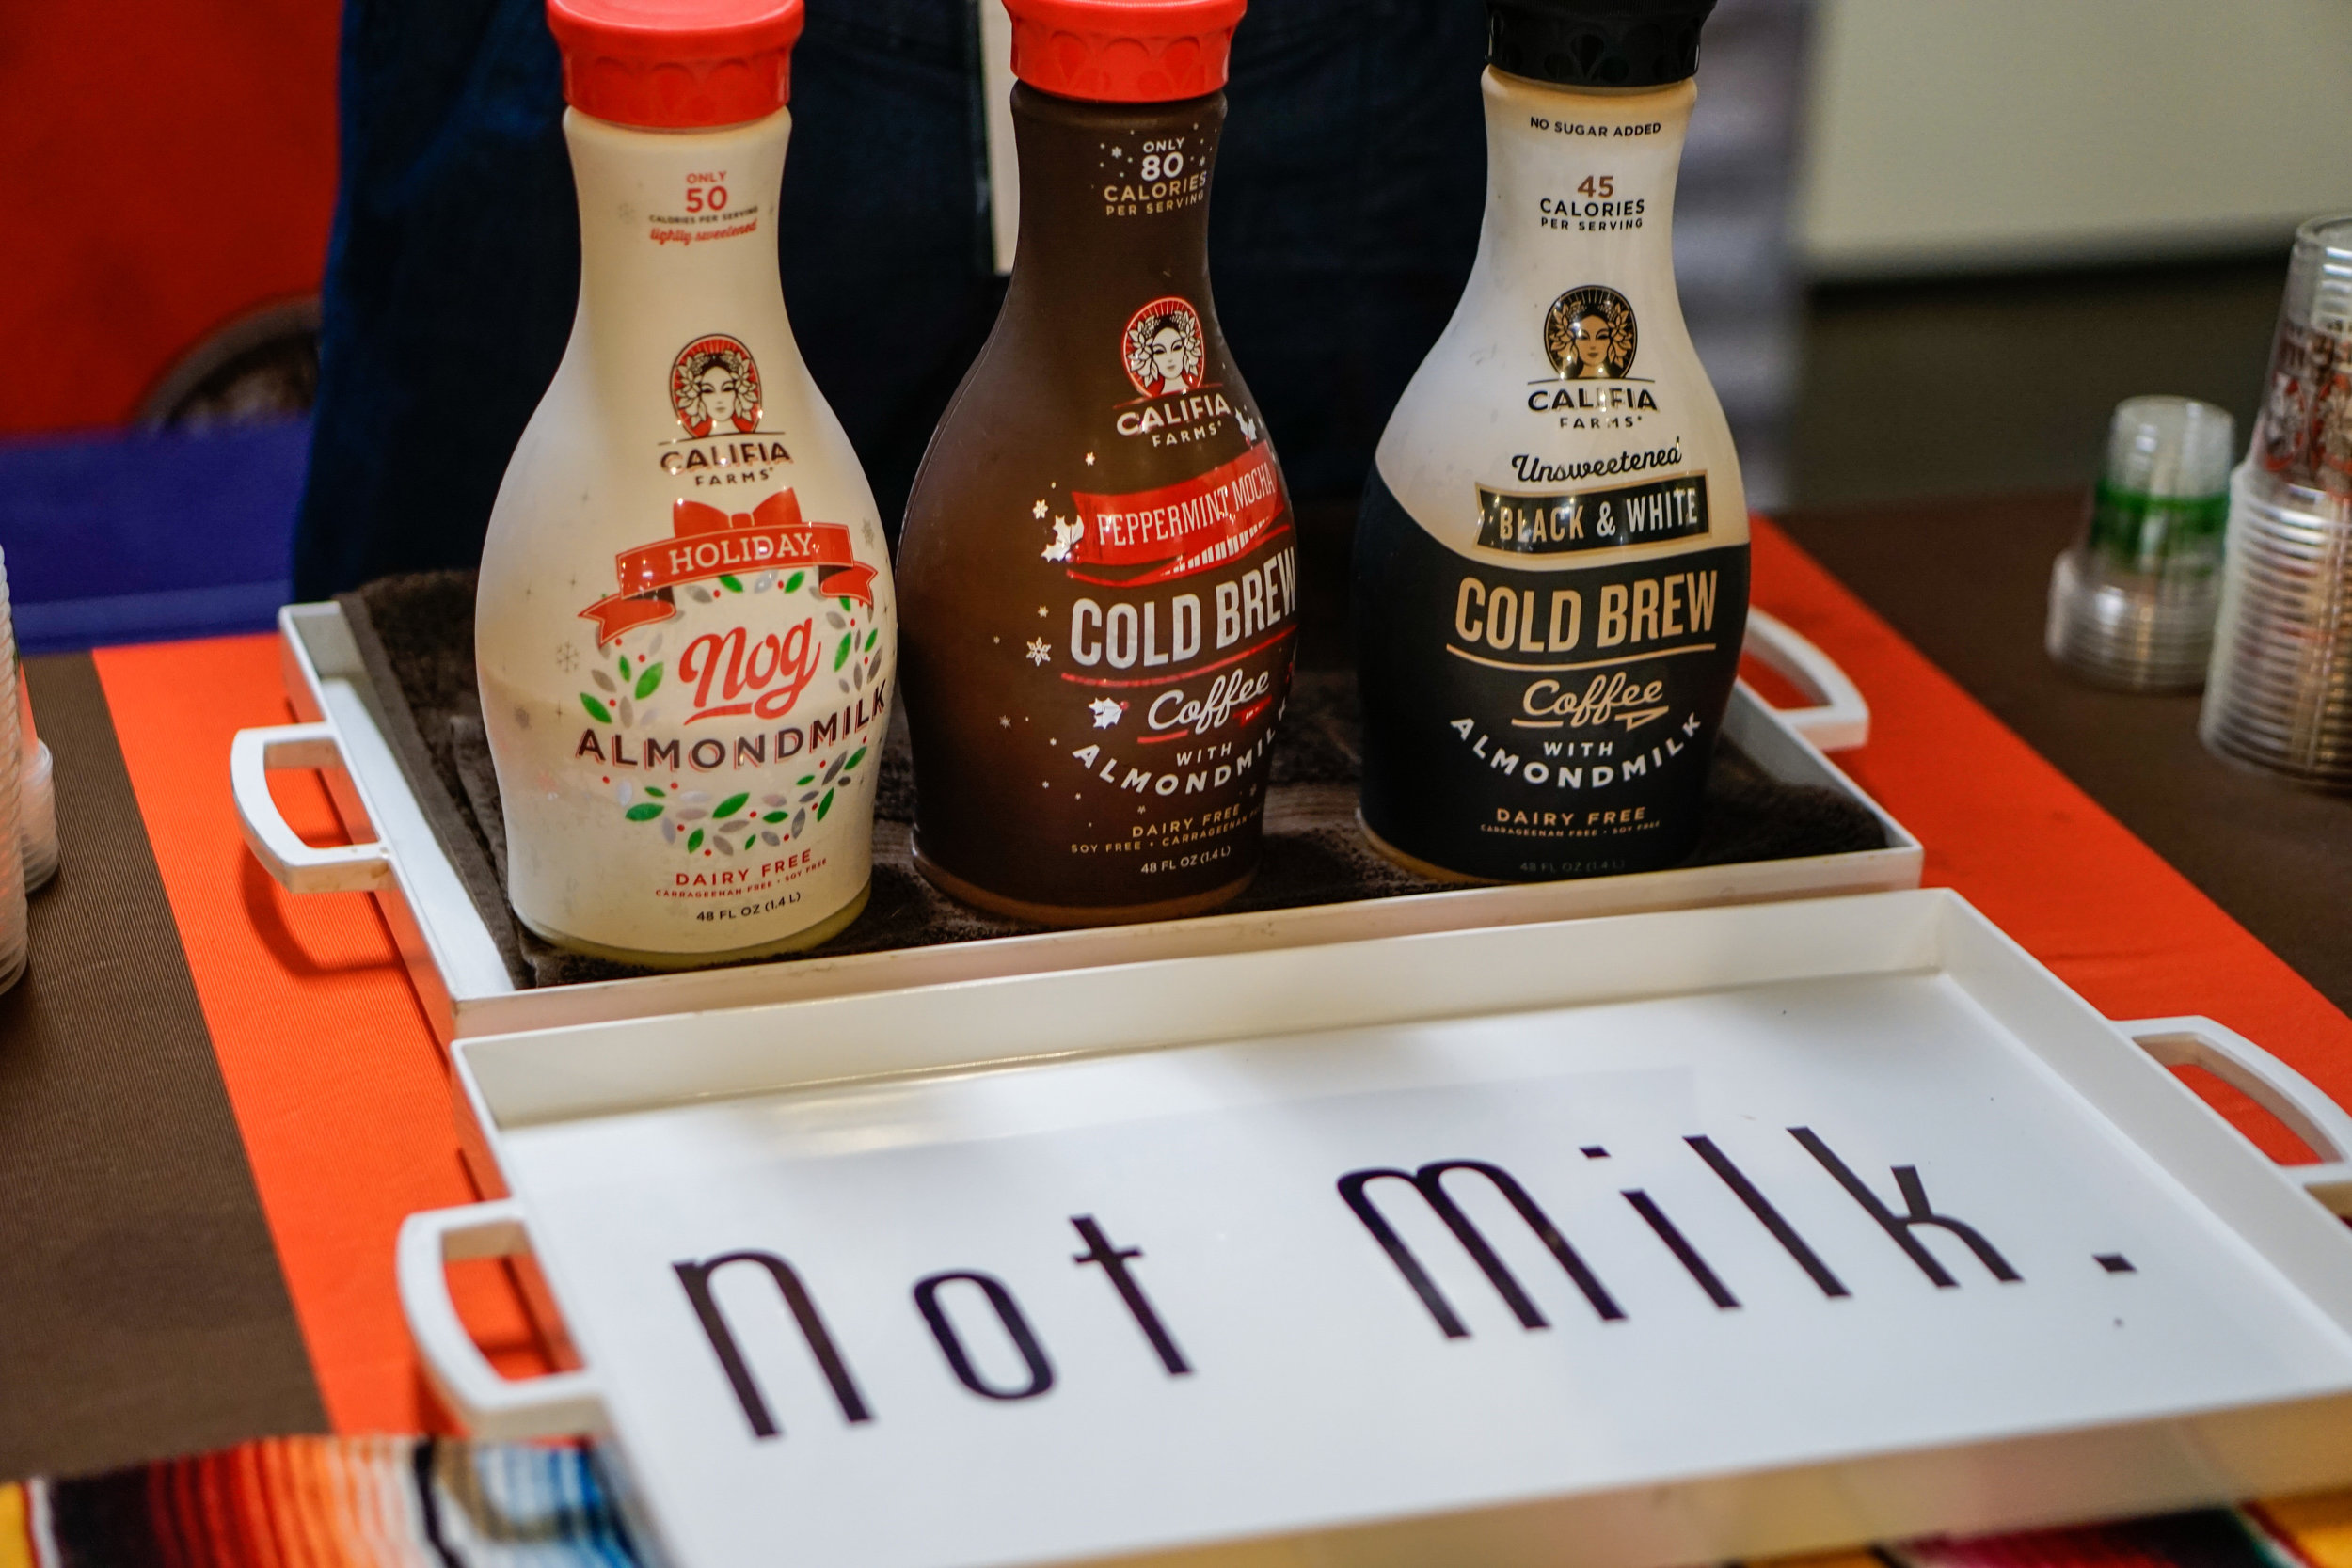 ONLY
50
CALORIES PER SERVING
lightly sweetened
CALIFIA
FARMS®
HOLIDAY
Nog
ALMONDMILK
DAIRY FREE
CARRAGEENAN FREE • SOY FREE
48 FL OZ (1.4 L)
ONLY
80
CALORIES
PER SERVING
CALIFIA
FARMS®
PEPPERMINT MOCHA
COLD BREW
Coffee
WITH
ALMONDMIL
DAIRY FREE
SOY FREE • CARRAGEENAN
48 FL OZ (1.4 L)
NO SUGAR ADDED
45
CALORIES
PER SERVING
CALIFIA
FARMS®
Unsweetened
BLACK & WHITE
COLD BREW
Coffee
WITH
ALMONDMILK
DAIRY FREE
CARRAGEENAN FREE • SOY FREE
48 FL OZ (1.4 L)
not milk.